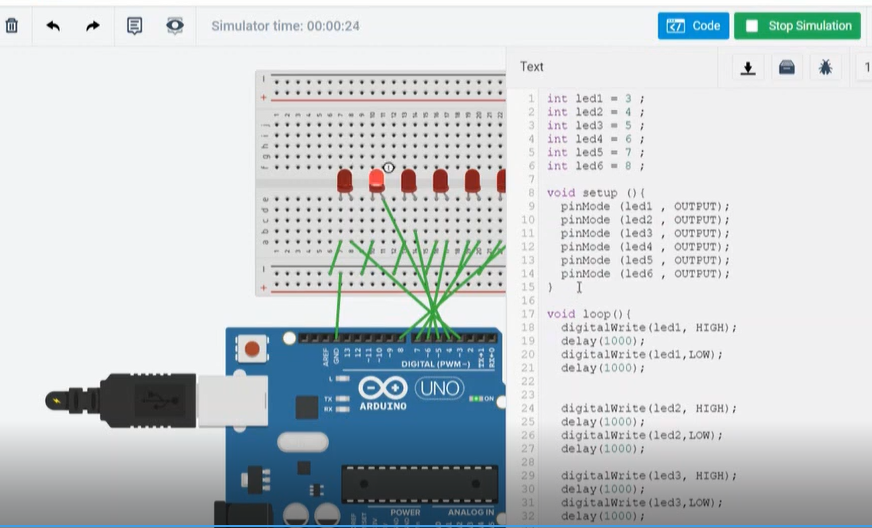 Simulator time: 00:00:24
Code
Stop Simulation
Text
1
1 int led1 = 3 ;
2 int led2 = 4 ;
3 int led3 = 5 ;
4 int led4 = 6 ;
5 int led5 = 7 ;
6 int led6 = 8 ;
7
8 void setup (){
9 pinMode (led1 , OUTPUT);
10 pinMode (led2 , OUTPUT);
11 pinMode (led3 , OUTPUT);
12 pinMode (led4 , OUTPUT);
13 pinMode (led5 , OUTPUT);
14 pinMode (led6 , OUTPUT);
15 }
16
17 void loop(){
18 digitalWrite(led1, HIGH);
19 delay(1000);
20 digitalWrite(led1,LOW);
21 delay(1000);
22
23
24 digitalWrite(led2, HIGH);
25 delay(1000);
26 digitalWrite(led2,LOW);
27 delay(1000);
28
29 digitalWrite(led3, HIGH);
30 delay(1000);
31 digitalWrite(led3,LOW);
32 delay(1000);
AREF
GND
13
12
~11
~10
~9
8
7
~6
~5
4
~3
2
TX→1
RX←0
DIGITAL (PWM~)
L
TX
RX
UNO
ON
ARDUINO
POWER
ANALOG IN